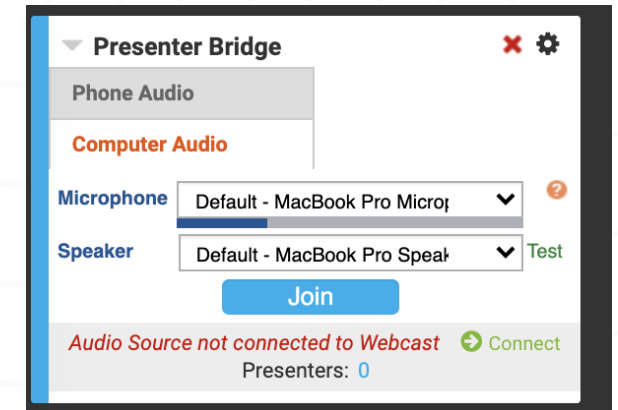 Presenter Bridge
Phone Audio
Computer Audio
Microphone Default - MacBook Pro Microp
?
Speaker Default - MacBook Pro Speak Test
Join
Audio Source not connected to Webcast Connect
Presenters: 0